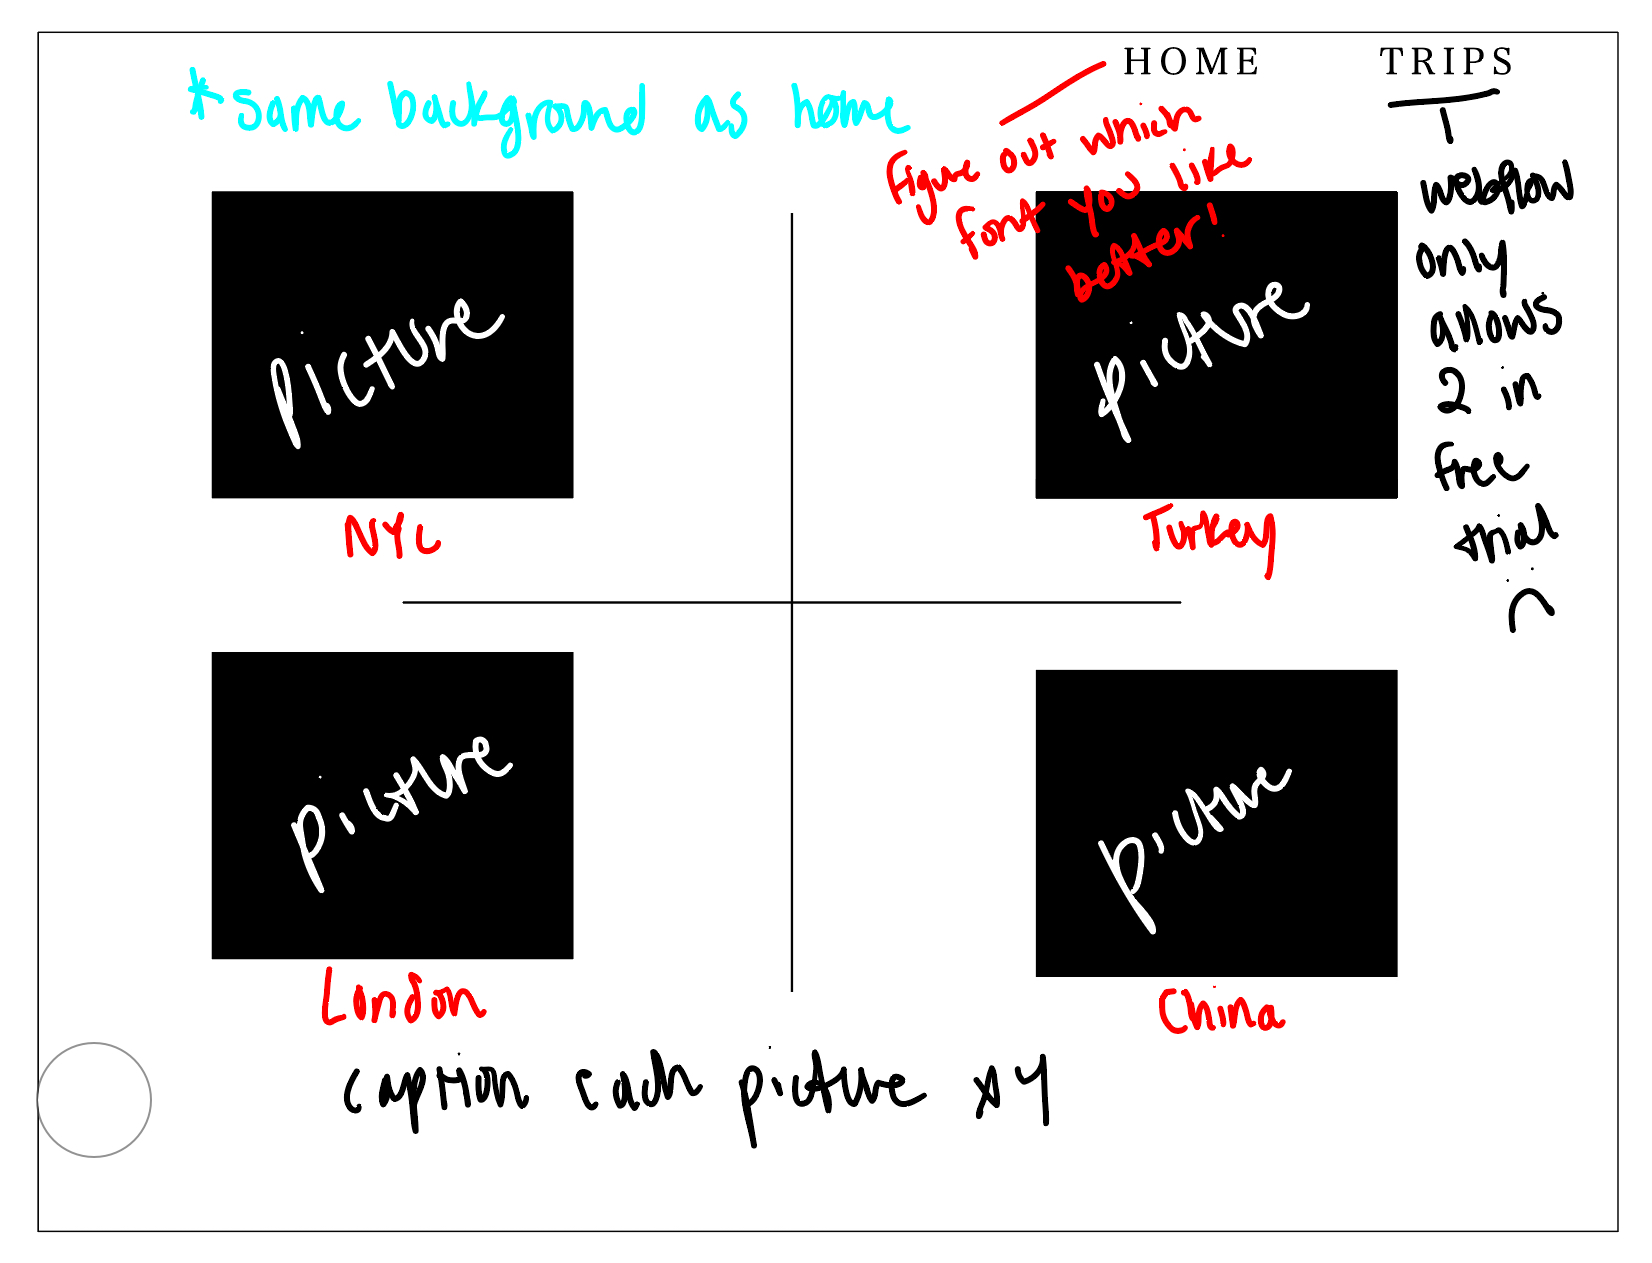 HOME TRIPS
*same background as home
Figure out which
font you like
better!
webflow
only
allows
2 in
free
trial
picture
picture
NYC
Turkey
picture
picture
London
China
caption each picture x4